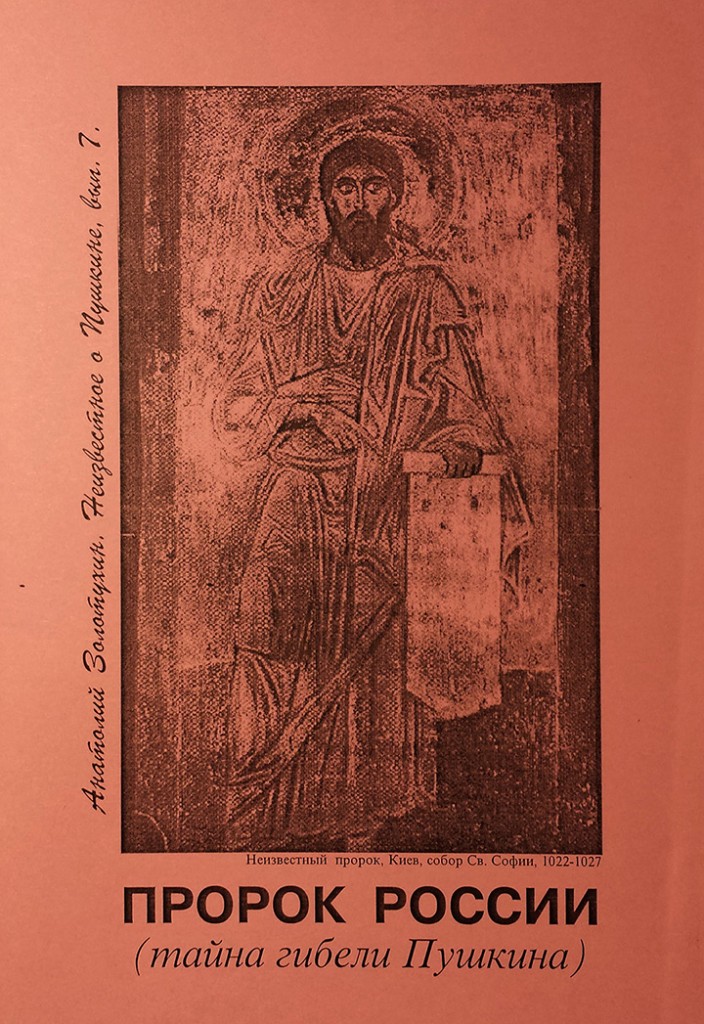 Анатолий Золотухин. Неизвестное о Пушкине, вып. 7.
Неизвестный пророк, Киев, собор Св. Софии, 1022-1027
ПРОРОК РОССИИ
(тайна гибели Пушкина)